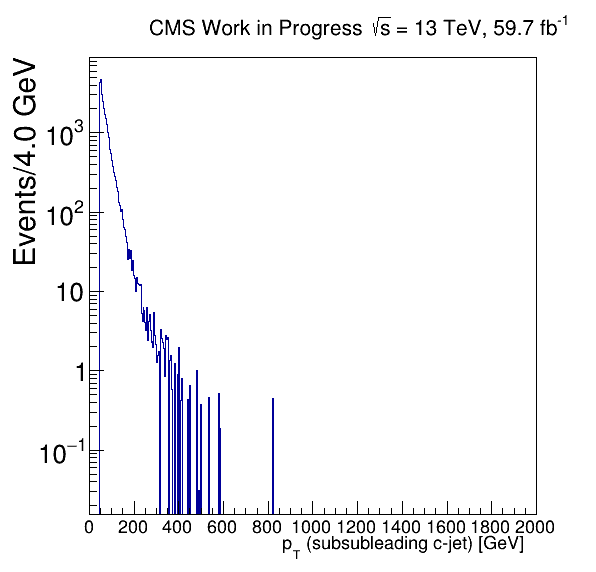 CMS Work in Progress √s = 13 TeV, 59.7 fb⁻¹
Events/4.0 GeV
10³
10²
10
1
10⁻¹
0 200 400 600 800 1000 1200 1400 1600 1800 2000
p_T (subsubleading c-jet) [GeV]